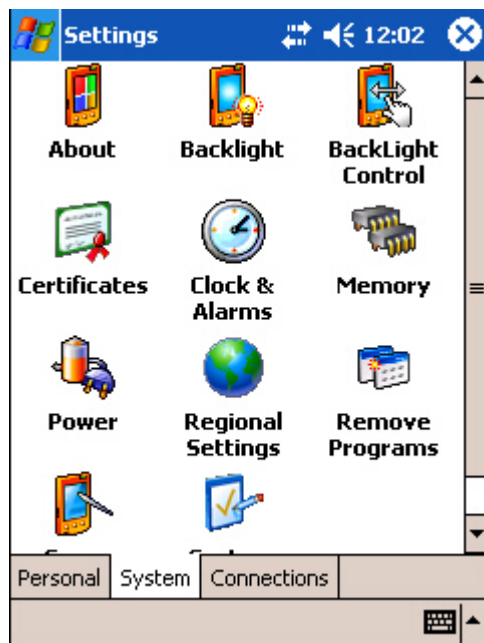 Settings 12:02
About Backlight BackLight Control
Certificates Clock & Alarms Memory
Power Regional Settings Remove Programs
Personal System Connections